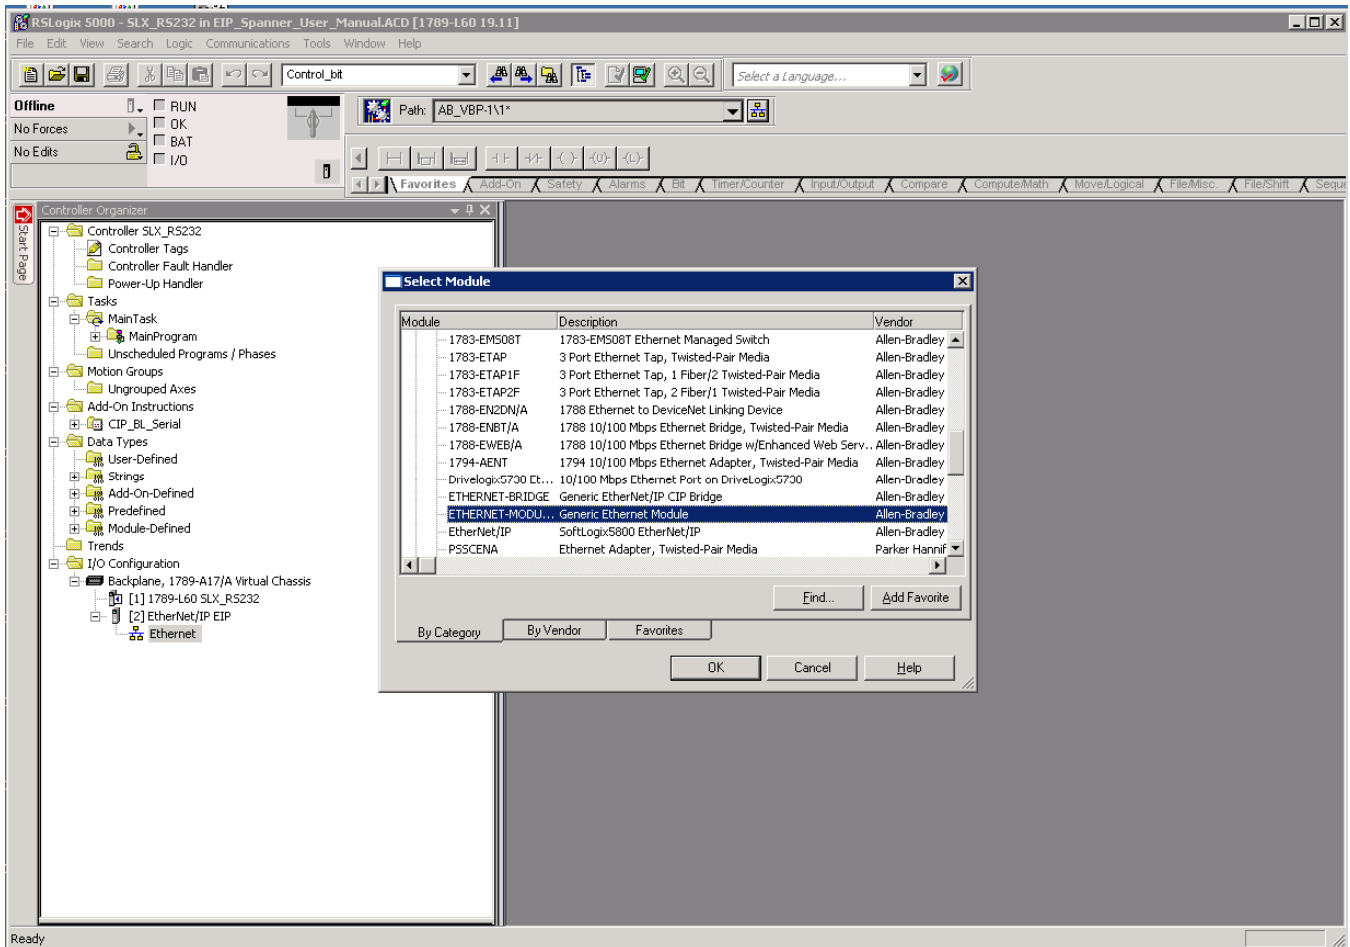 RSLogix 5000 - SLX_RS232 in EIP_Spanner_User_Manual.ACD [1789-L60 19.11]
File Edit View Search Logic Communications Tools Window Help
Control_bit
Select a Language...
Offline
RUN
No Forces
OK
BAT
No Edits
I/O
Path: AB_VBP-1\1*
Favorites Add-On Safety Alarms Bit Timer/Counter Input/Output Compare Compute/Math Move/Logical File/Misc. File/Shift Seque
Start Page
Controller Organizer
Controller SLX_RS232
Controller Tags
Controller Fault Handler
Power-Up Handler
Tasks
MainTask
MainProgram
Unscheduled Programs / Phases
Motion Groups
Ungrouped Axes
Add-On Instructions
CIP_BL_Serial
Data Types
User-Defined
Strings
Add-On-Defined
Predefined
Module-Defined
Trends
I/O Configuration
Backplane, 1789-A17/A Virtual Chassis
[1] 1789-L60 SLX_RS232
[2] EtherNet/IP EIP
Ethernet
Select Module
Module Description Vendor
1783-EMS08T 1783-EMS08T Ethernet Managed Switch Allen-Bradley
1783-ETAP 3 Port Ethernet Tap, Twisted-Pair Media Allen-Bradley
1783-ETAP1F 3 Port Ethernet Tap, 1 Fiber/2 Twisted-Pair Media Allen-Bradley
1783-ETAP2F 3 Port Ethernet Tap, 2 Fiber/1 Twisted-Pair Media Allen-Bradley
1788-EN2DN/A 1788 Ethernet to DeviceNet Linking Device Allen-Bradley
1788-ENBT/A 1788 10/100 Mbps Ethernet Bridge, Twisted-Pair Media Allen-Bradley
1788-EWEB/A 1788 10/100 Mbps Ethernet Bridge w/Enhanced Web Serv.. Allen-Bradley
1794-AENT 1794 10/100 Mbps Ethernet Adapter, Twisted-Pair Media Allen-Bradley
Drivelogix5730 Et... 10/100 Mbps Ethernet Port on DriveLogix5730 Allen-Bradley
ETHERNET-BRIDGE Generic EtherNet/IP CIP Bridge Allen-Bradley
ETHERNET-MODU... Generic Ethernet Module Allen-Bradley
EtherNet/IP SoftLogix5800 EtherNet/IP Allen-Bradley
PSSCENA Ethernet Adapter, Twisted-Pair Media Parker Hannif
Find... Add Favorite
By Category By Vendor Favorites
OK Cancel Help
Ready